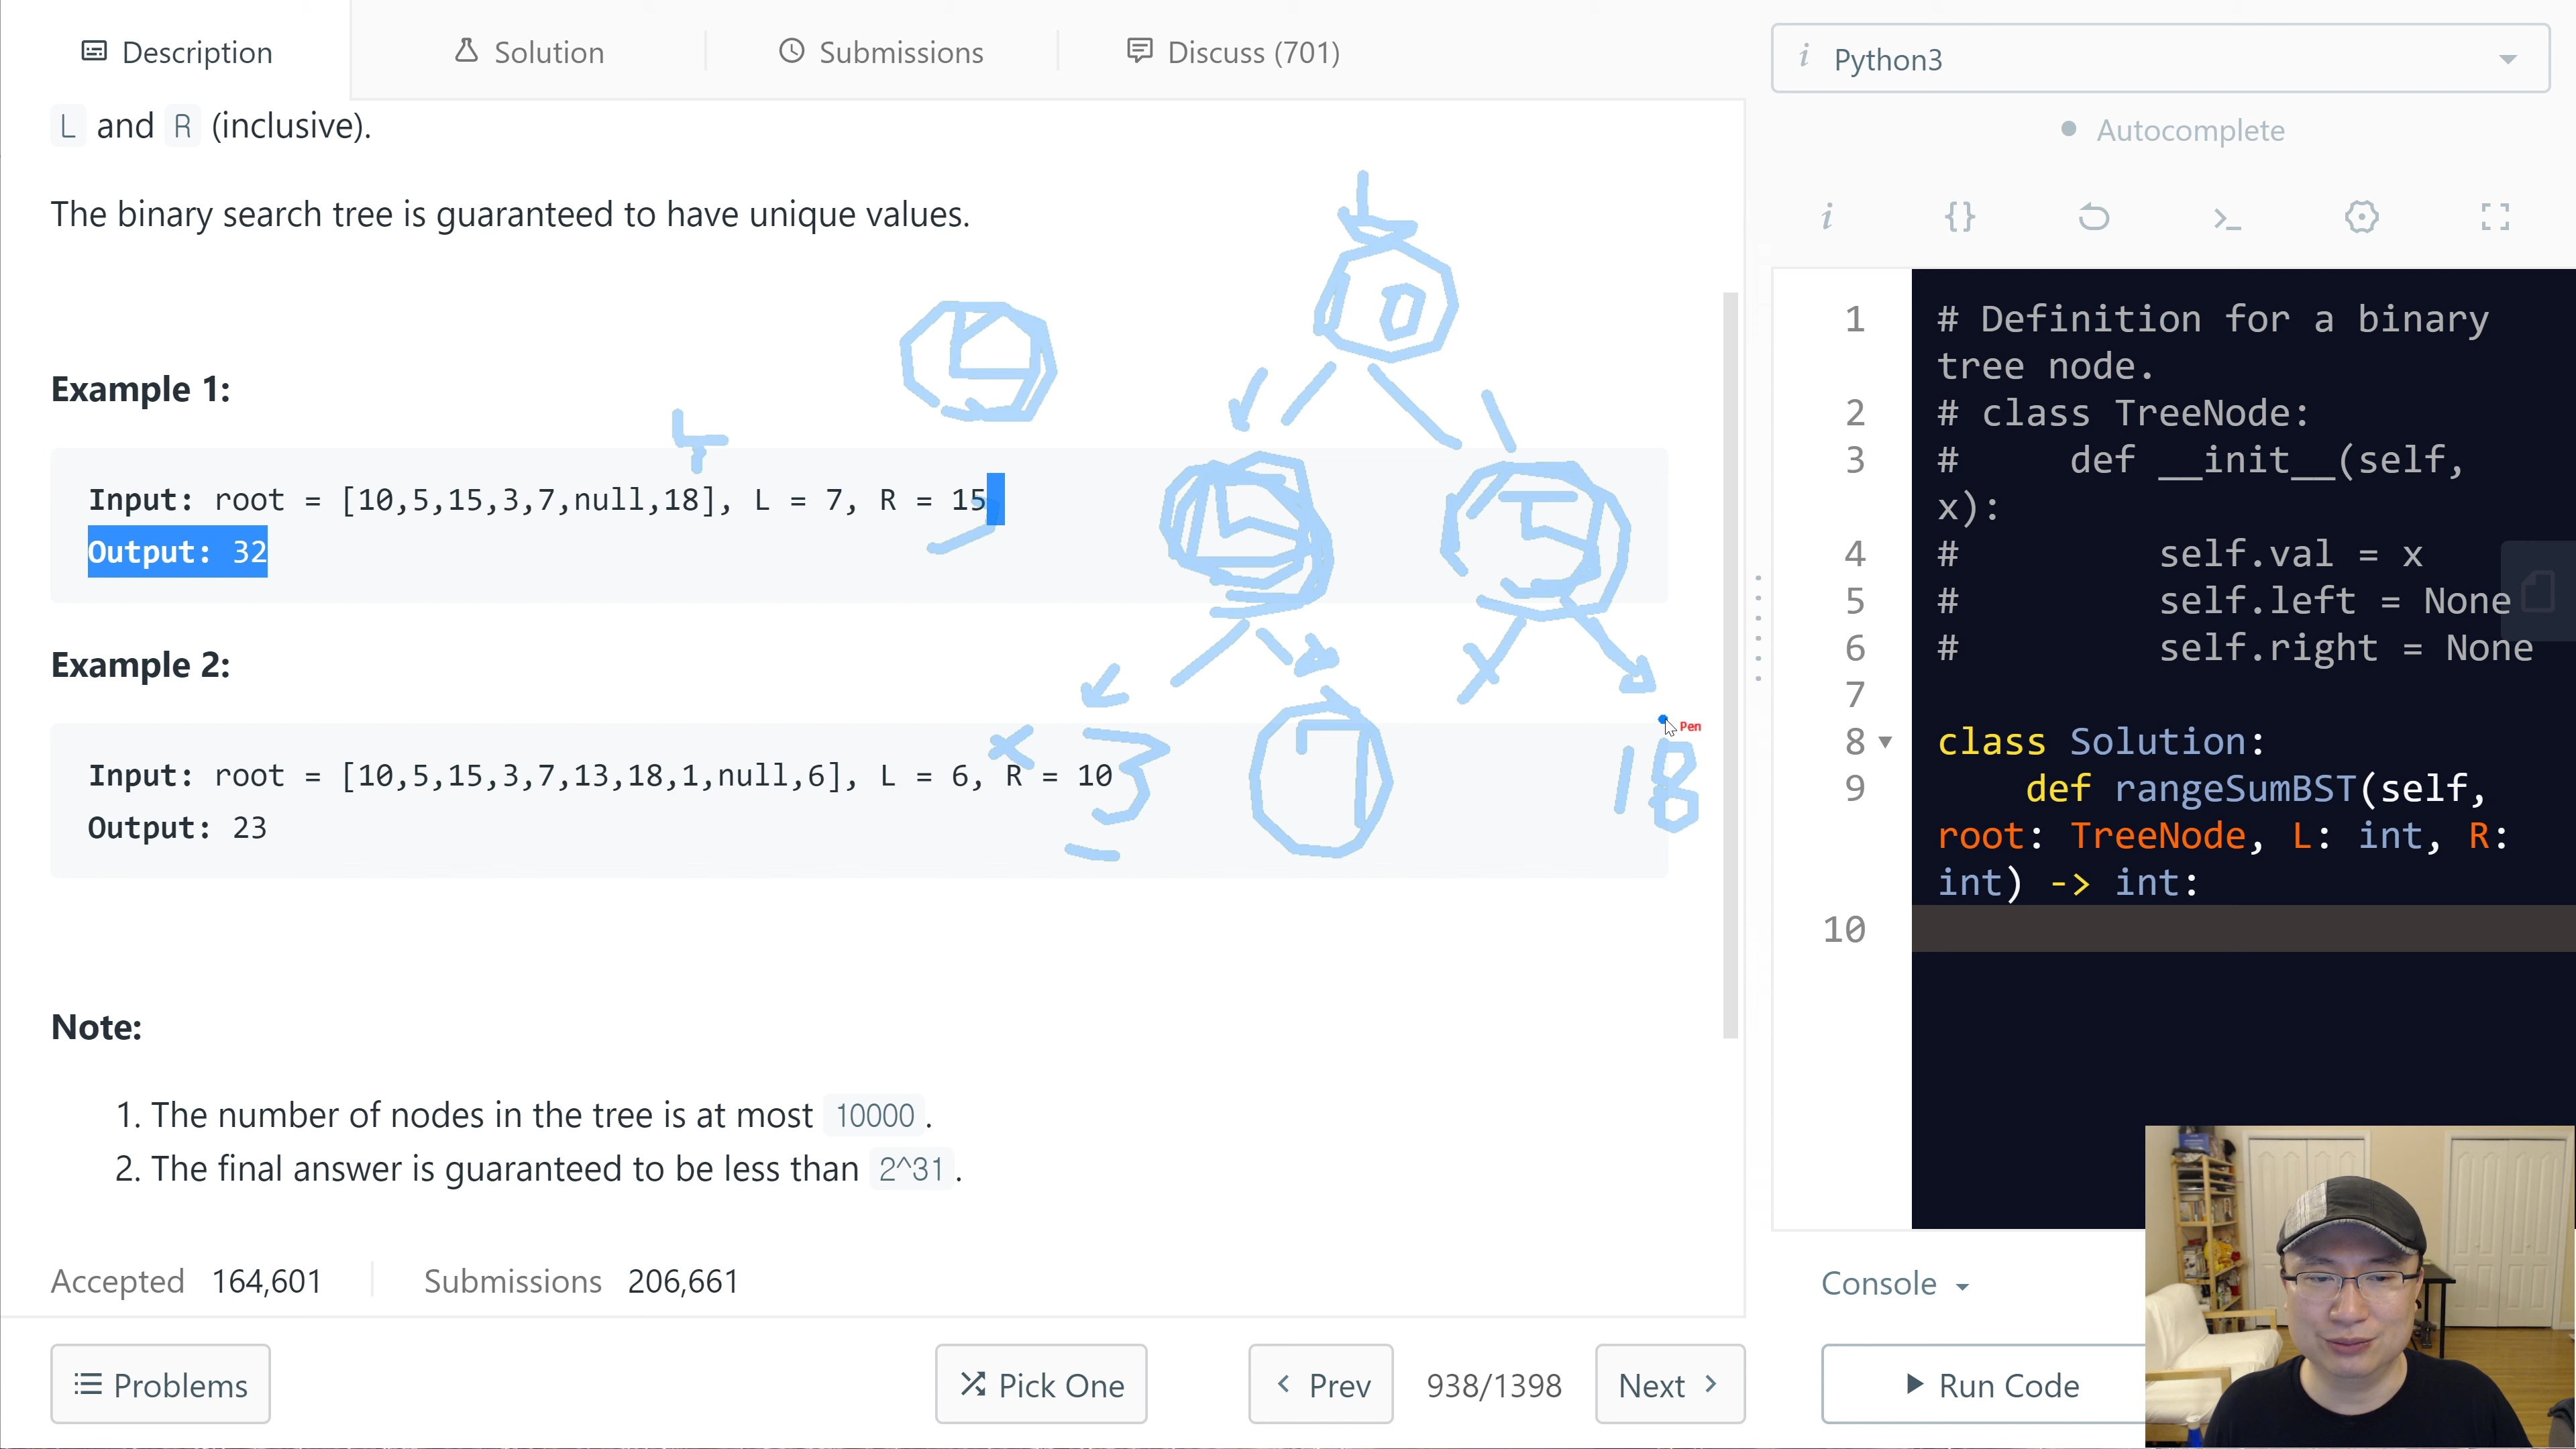 Description
Solution
Submissions
Discuss (701)
L and R (inclusive).
The binary search tree is guaranteed to have unique values.
Example 1:
Input: root = [10,5,15,3,7,null,18], L = 7, R = 15
Output: 32
Example 2:
Input: root = [10,5,15,3,7,13,18,1,null,6], L = 6, R = 10
Output: 23
10
5
15
3
7
18
Pen
Note:
1. The number of nodes in the tree is at most 10000.
2. The final answer is guaranteed to be less than 2^31.
Accepted 164,601
Submissions 206,661
Problems
Pick One
Prev
938/1398
Next
i Python3
Autocomplete
i {} >_
1 # Definition for a binary
tree node.
2 # class TreeNode:
3 #     def __init__(self,
x):
4 #         self.val = x
5 #         self.left = None
6 #         self.right = None
7
8 class Solution:
9     def rangeSumBST(self,
root: TreeNode, L: int, R:
int) -> int:
10
Console
Run Code